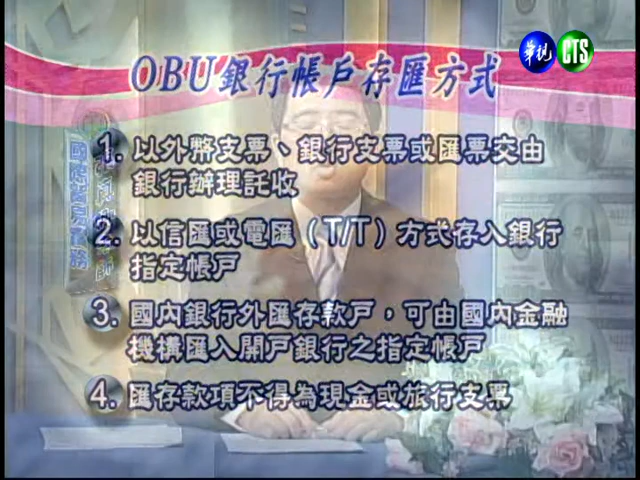 華視 CTS
OBU銀行帳戶存匯方式
1. 以外幣支票、銀行支票或匯票交由
銀行辦理託收
2. 以信匯或電匯(T/T)方式存入銀行
指定帳戶
3. 國內銀行外匯存款戶,可由國內金融
機構匯入開戶銀行之指定帳戶
4. 匯存款項不得為現金或旅行支票